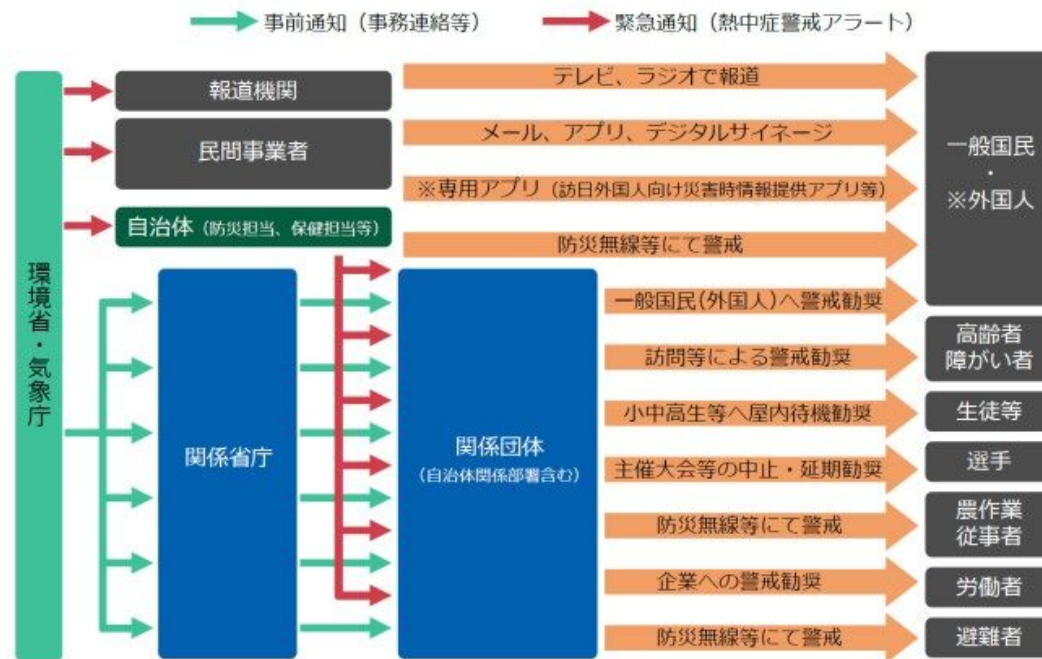 事前通知（事務連絡等）
緊急通知（熱中症警戒アラート）
環境省・気象庁
報道機関
民間事業者
自治体（防災担当、保健担当等）
関係省庁
関係団体
（自治体関係部署含む）
テレビ、ラジオで報道
メール、アプリ、デジタルサイネージ
※専用アプリ（訪日外国人向け災害時情報提供アプリ等）
防災無線等にて警戒
一般国民(外国人)へ警戒勧奨
訪問等による警戒勧奨
小中高生等へ屋内待機勧奨
主催大会等の中止・延期勧奨
防災無線等にて警戒
企業への警戒勧奨
防災無線等にて警戒
一般国民
・
※外国人
高齢者
障がい者
生徒等
選手
農作業
従事者
労働者
避難者